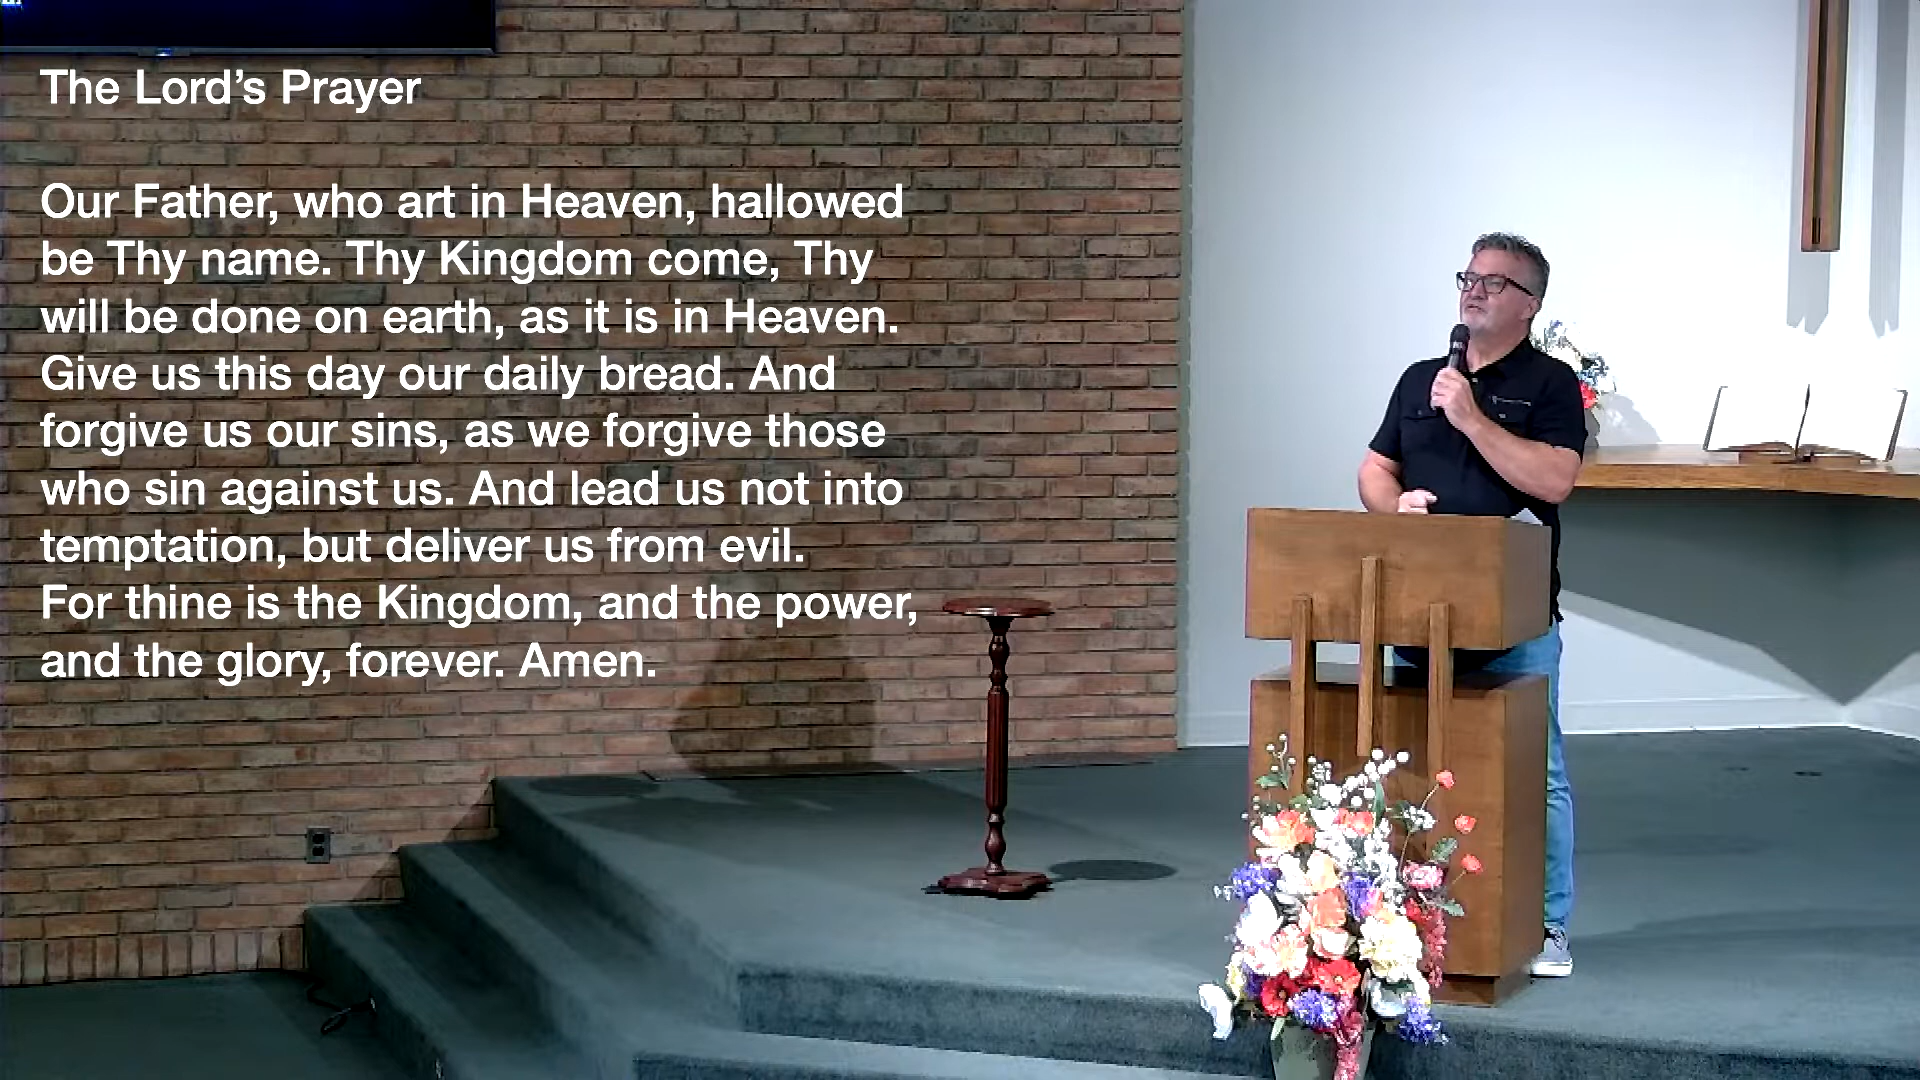 The Lord’s Prayer
Our Father, who art in Heaven, hallowed
be Thy name. Thy Kingdom come, Thy
will be done on earth, as it is in Heaven.
Give us this day our daily bread. And
forgive us our sins, as we forgive those
who sin against us. And lead us not into
temptation, but deliver us from evil.
For thine is the Kingdom, and the power,
and the glory, forever. Amen.